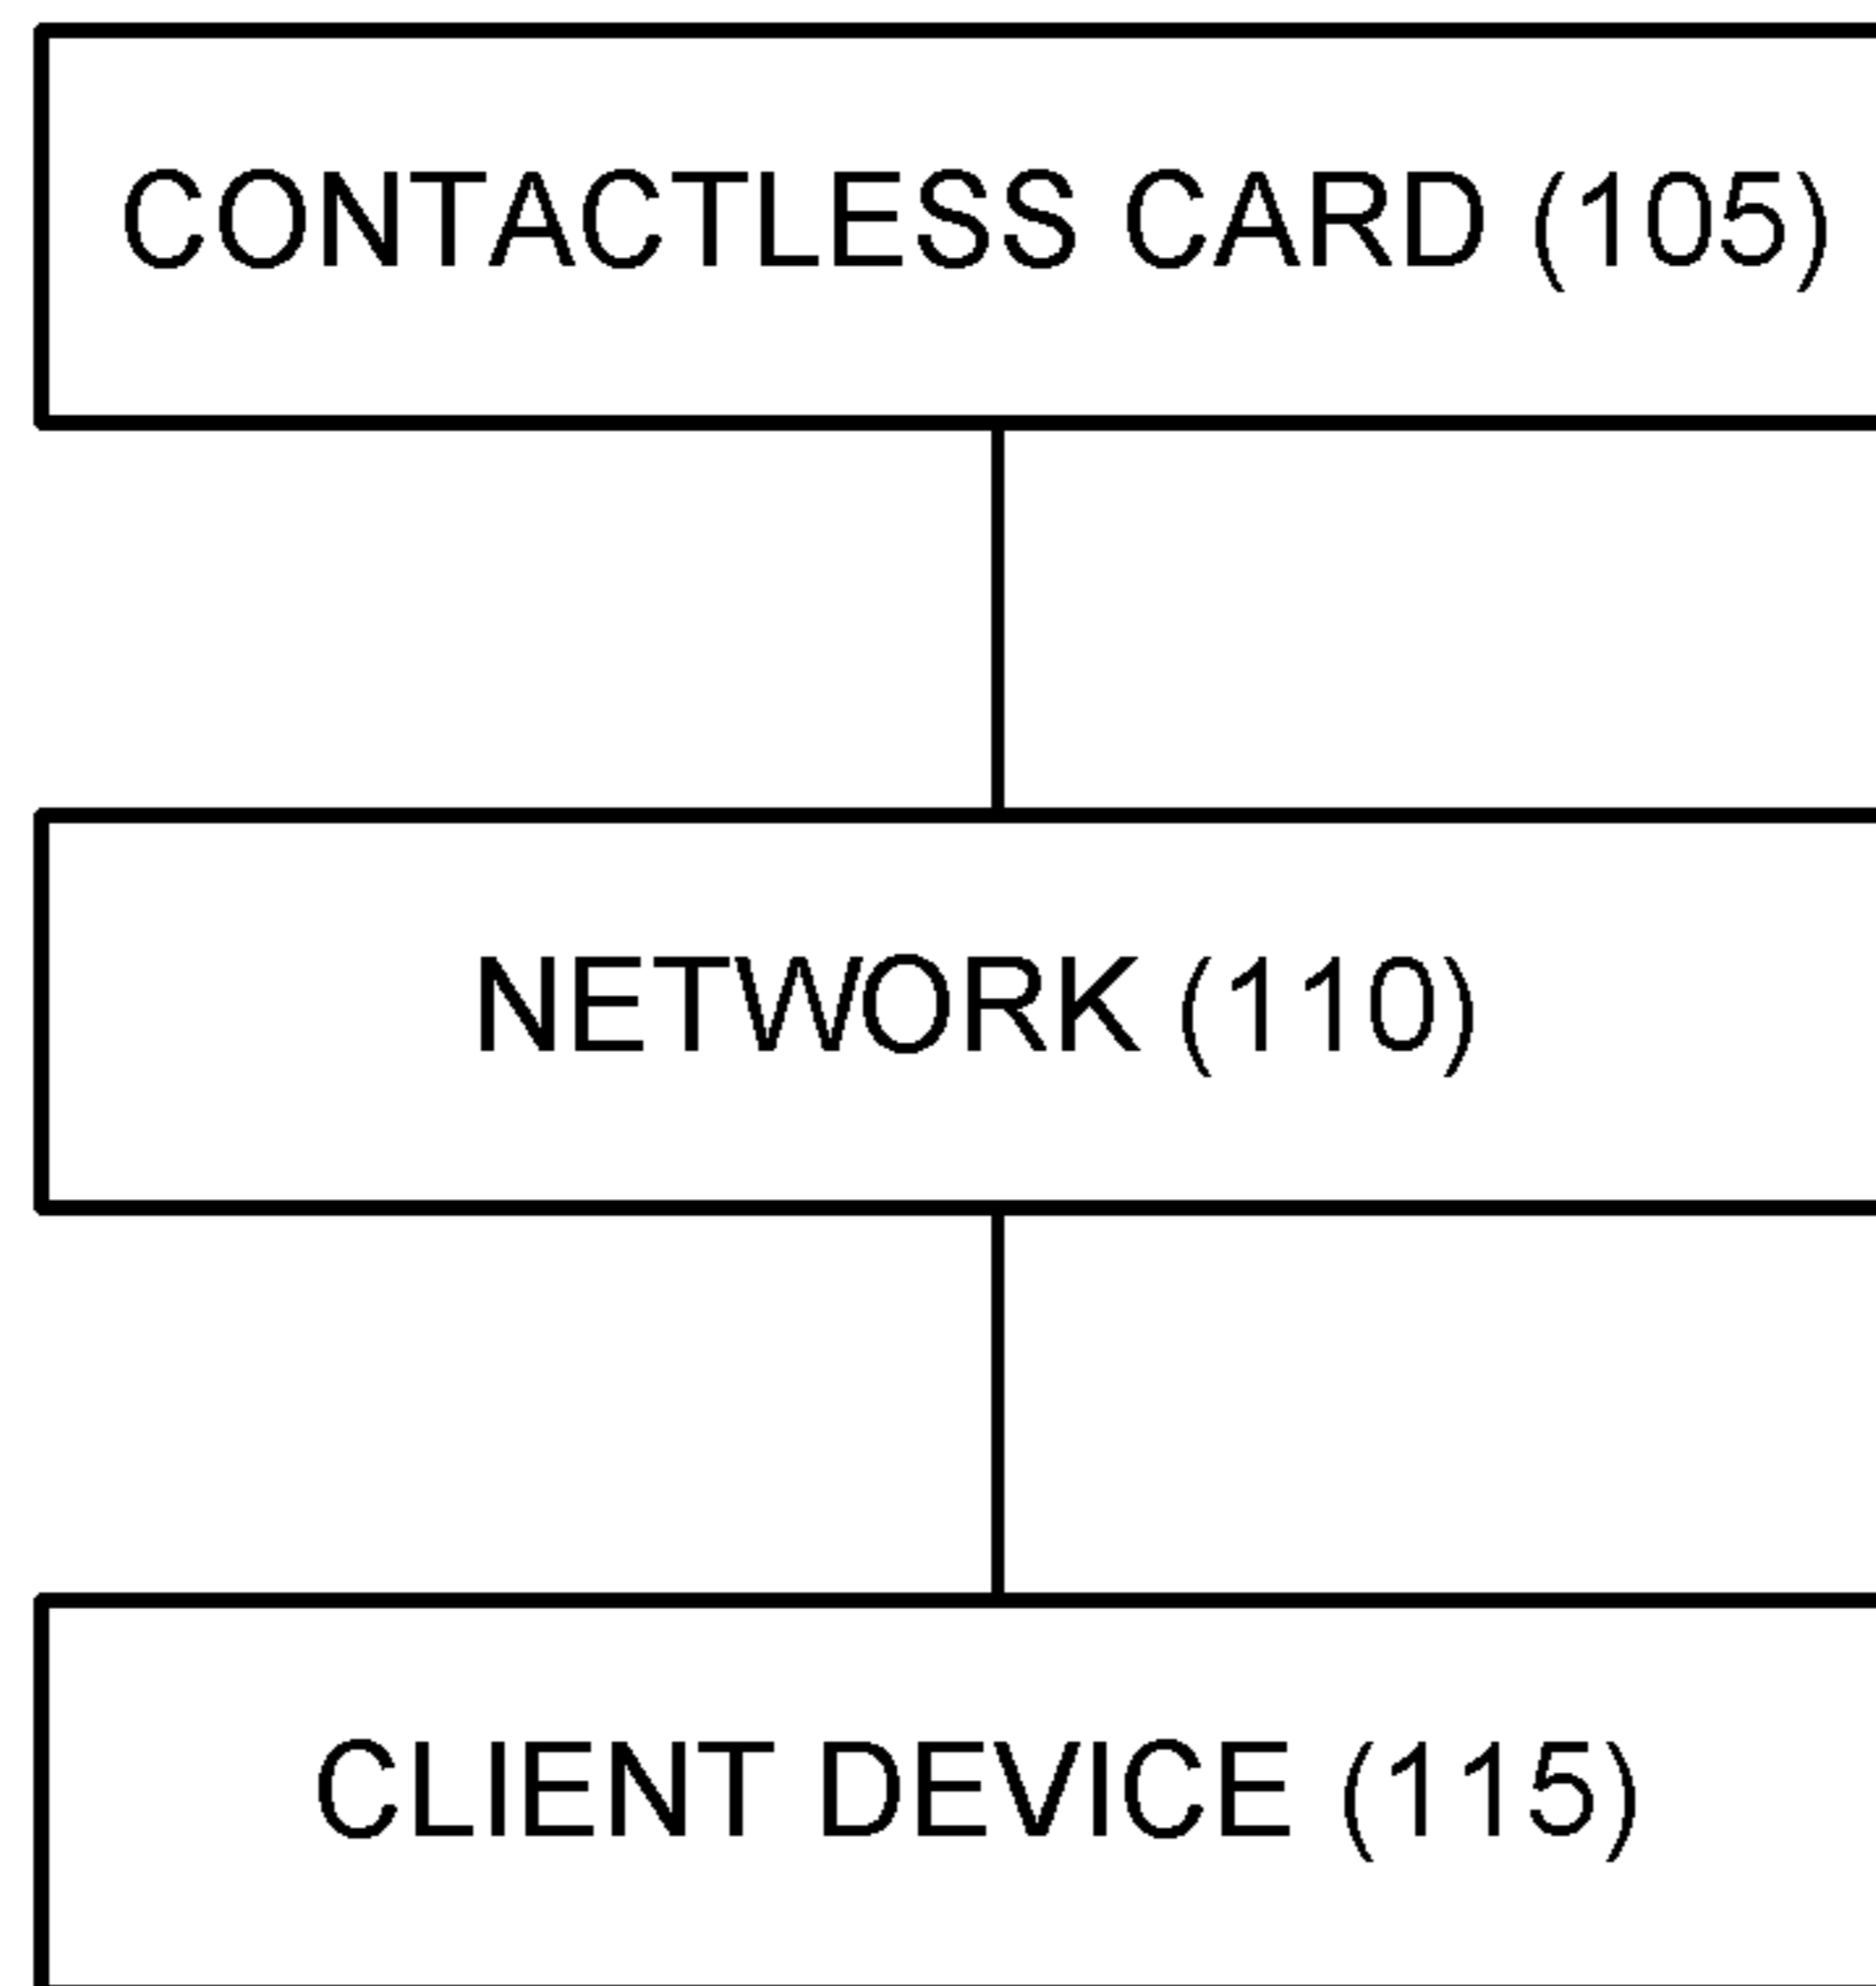 CONTACTLESS CARD (105)
NETWORK (110)
CLIENT DEVICE (115)